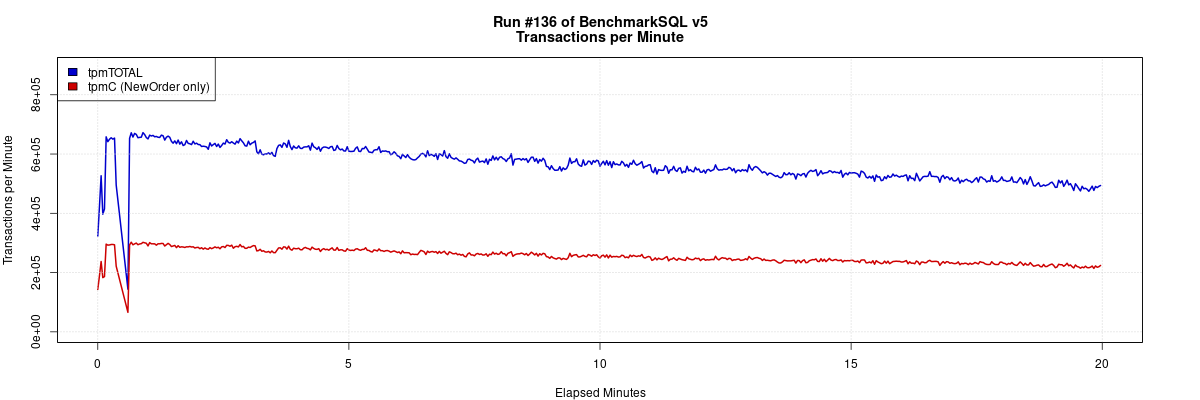 Run #136 of BenchmarkSQL v5
Transactions per Minute
tpmTOTAL
tpmC (NewOrder only)
Transactions per Minute
8e+05
6e+05
4e+05
2e+05
0e+00
0 5 10 15 20
Elapsed Minutes